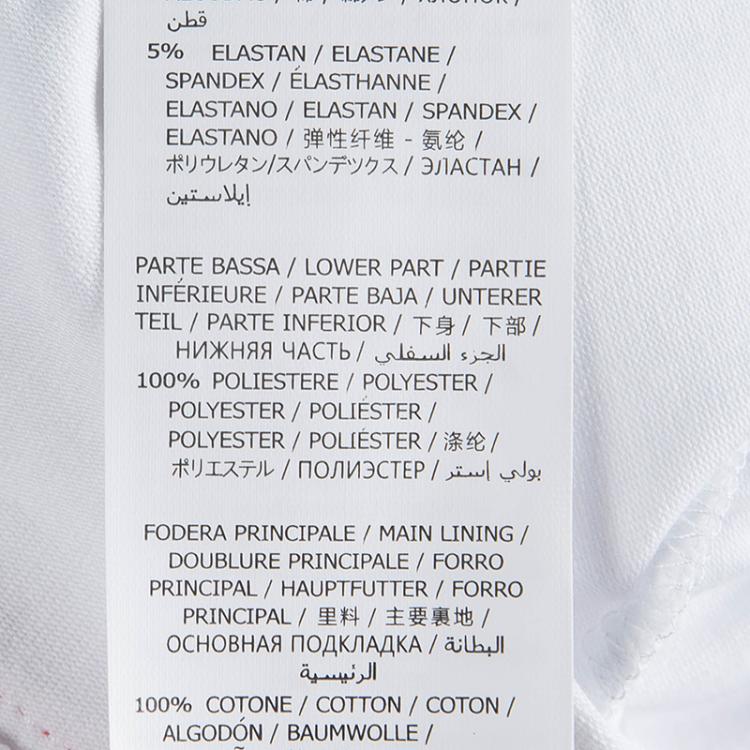 قطن
5% ELASTAN / ELASTANE /
SPANDEX / ÉLASTHANNE /
ELASTANO / ELASTAN / SPANDEX /
ELASTANO / 弹性纤维 - 氨纶 /
ポリウレタン/スパンデックス / ЭЛАСТАН /
إيلاستين
PARTE BASSA / LOWER PART / PARTIE
INFÉRIEURE / PARTE BAJA / UNTERER
TEIL / PARTE INFERIOR / 下身 / 下部 /
НИЖНЯЯ ЧАСТЬ / الجزء السفلي
100% POLIESTERE / POLYESTER /
POLYESTER / POLIÉSTER /
POLYESTER / POLIÉSTER / 涤纶 /
ポリエステル / ПОЛИЭСТЕР / بولي إستر
FODERA PRINCIPALE / MAIN LINING /
DOUBLURE PRINCIPALE / FORRO
PRINCIPAL / HAUPTFUTTER / FORRO
PRINCIPAL / 里料 / 主要裏地 /
ОСНОВНАЯ ПОДКЛАДКА / البطانة
الرئيسية
100% COTONE / COTTON / COTON /
ALGODÓN / BAUMWOLLE /